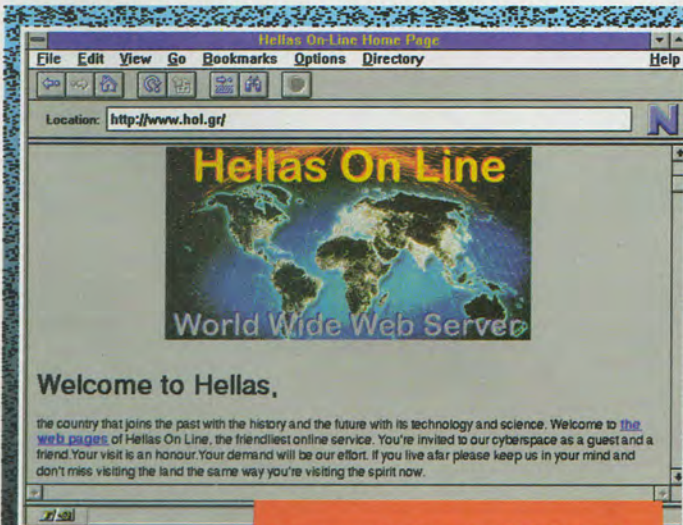 Hellas On-Line Home Page
File Edit View Go Bookmarks Options Directory Help
Location: http://www.hol.gr/
N
Hellas On Line
World Wide Web Server
Welcome to Hellas,
the country that joins the past with the history and the future with its technology and science. Welcome to the
web pages of Hellas On Line, the friendliest online service. You're invited to our cyberspace as a guest and a
friend.Your visit is an honour.Your demand will be our effort. If you live afar please keep us in your mind and
don't miss visiting the land the same way you're visiting the spirit now.